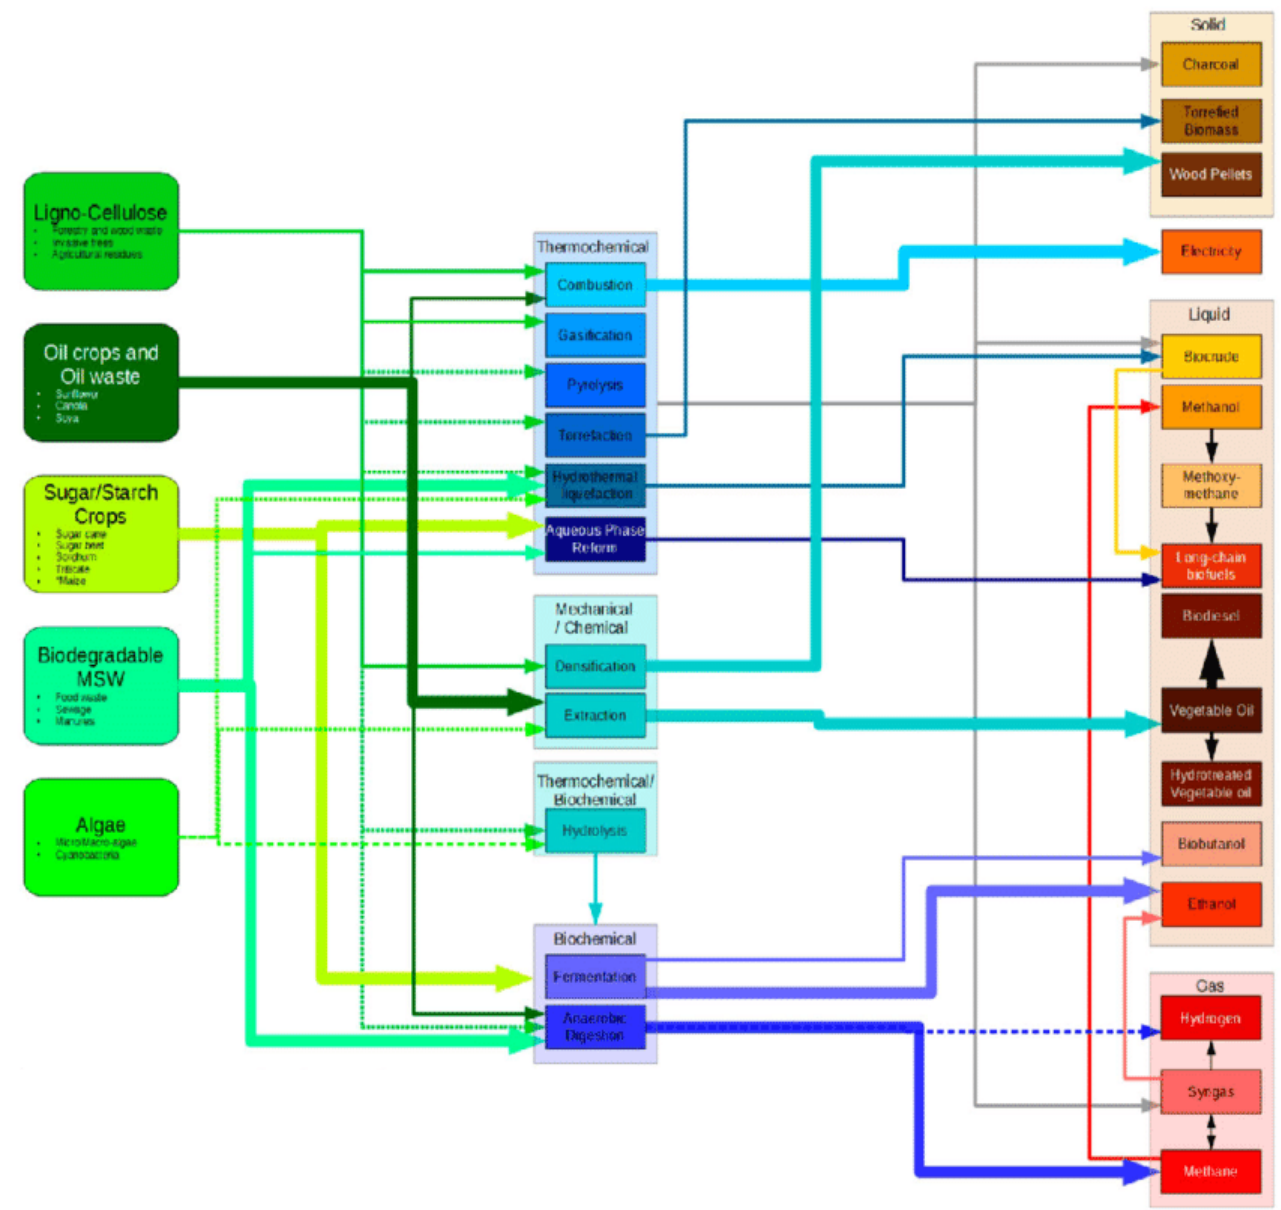 Ligno-Cellulose
• Forestry and wood waste
• Invasive trees
• Agricultural residues
Oil crops and
Oil waste
• Sunflower
• Canola
• Soya
Sugar/Starch
Crops
• Sugar cane
• Sugar beet
• Sorghum
• Triticale
• *Maize
Biodegradable
MSW
• Food waste
• Sewage
• Manures
Algae
• Micro/Macro-algae
• Cyanobacteria
Thermochemical
Combustion
Gasification
Pyrolysis
Torrefaction
Hydrothermal
liquefaction
Aqueous Phase
Reform
Mechanical
/ Chemical
Densification
Extraction
Thermochemical/
Biochemical
Hydrolysis
Biochemical
Fermentation
Anaerobic
Digestion
Solid
Charcoal
Torrefied
Biomass
Wood Pellets
Electricity
Liquid
Biocrude
Methanol
Methoxy-
methane
Long-chain
biofuels
Biodiesel
Vegetable Oil
Hydrotreated
Vegetable oil
Biobutanol
Ethanol
Gas
Hydrogen
Syngas
Methane